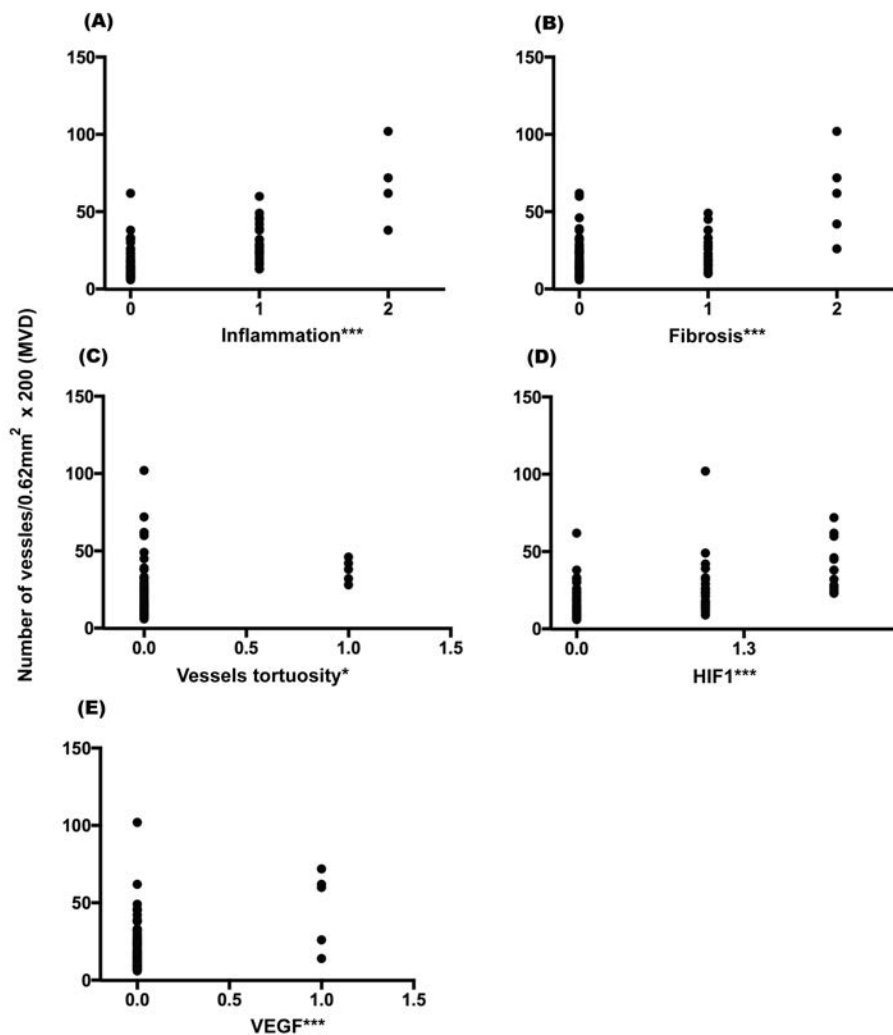 (A)
150
100
50
0
0 1 2
Inflammation***
(B)
150
100
50
0
0 1 2
Fibrosis***
Number of vessles/0.62mm² x 200 (MVD)
(C)
150
100
50
0
0.0 0.5 1.0 1.5
Vessels tortuosity*
(D)
150
100
50
0
0.0 1.3
HIF1***
(E)
150
100
50
0
0.0 0.5 1.0 1.5
VEGF***